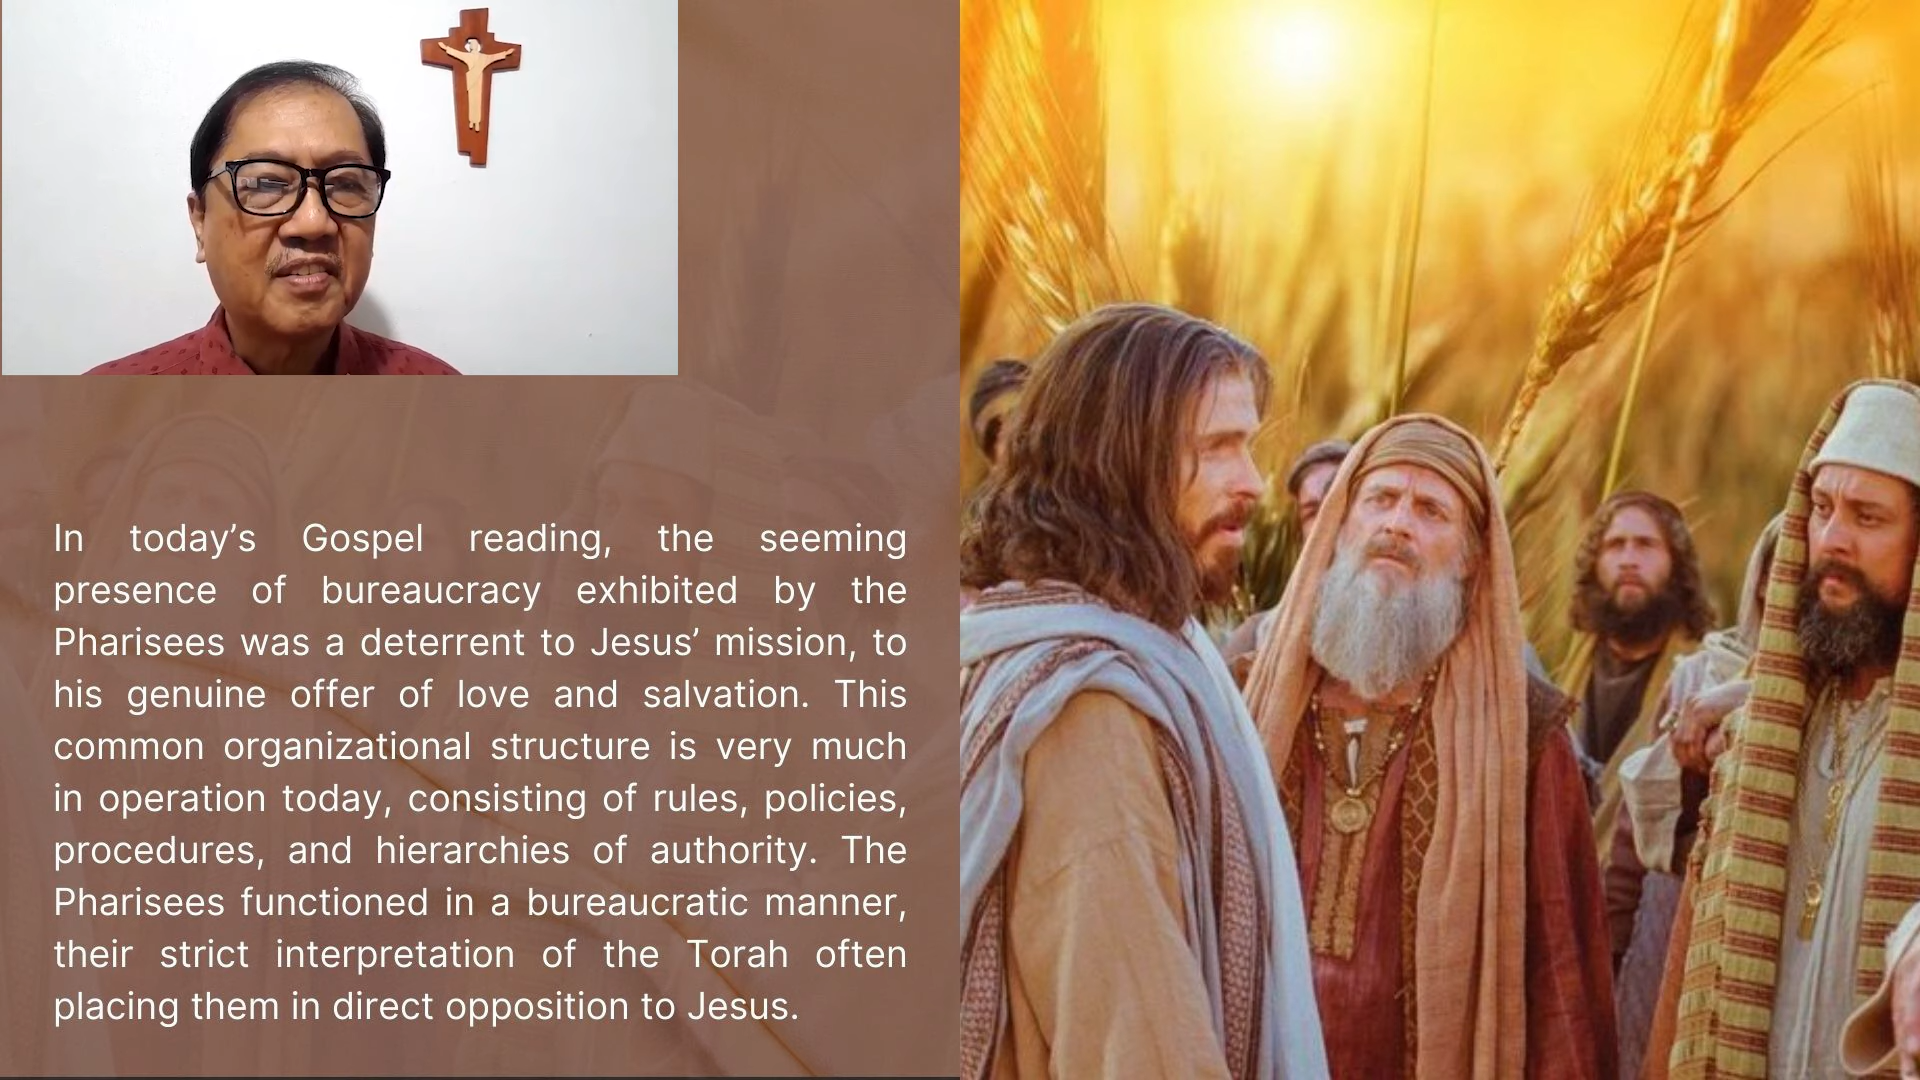 In today’s Gospel reading, the seeming
presence of bureaucracy exhibited by the
Pharisees was a deterrent to Jesus’ mission, to
his genuine offer of love and salvation. This
common organizational structure is very much
in operation today, consisting of rules, policies,
procedures, and hierarchies of authority. The
Pharisees functioned in a bureaucratic manner,
their strict interpretation of the Torah often
placing them in direct opposition to Jesus.